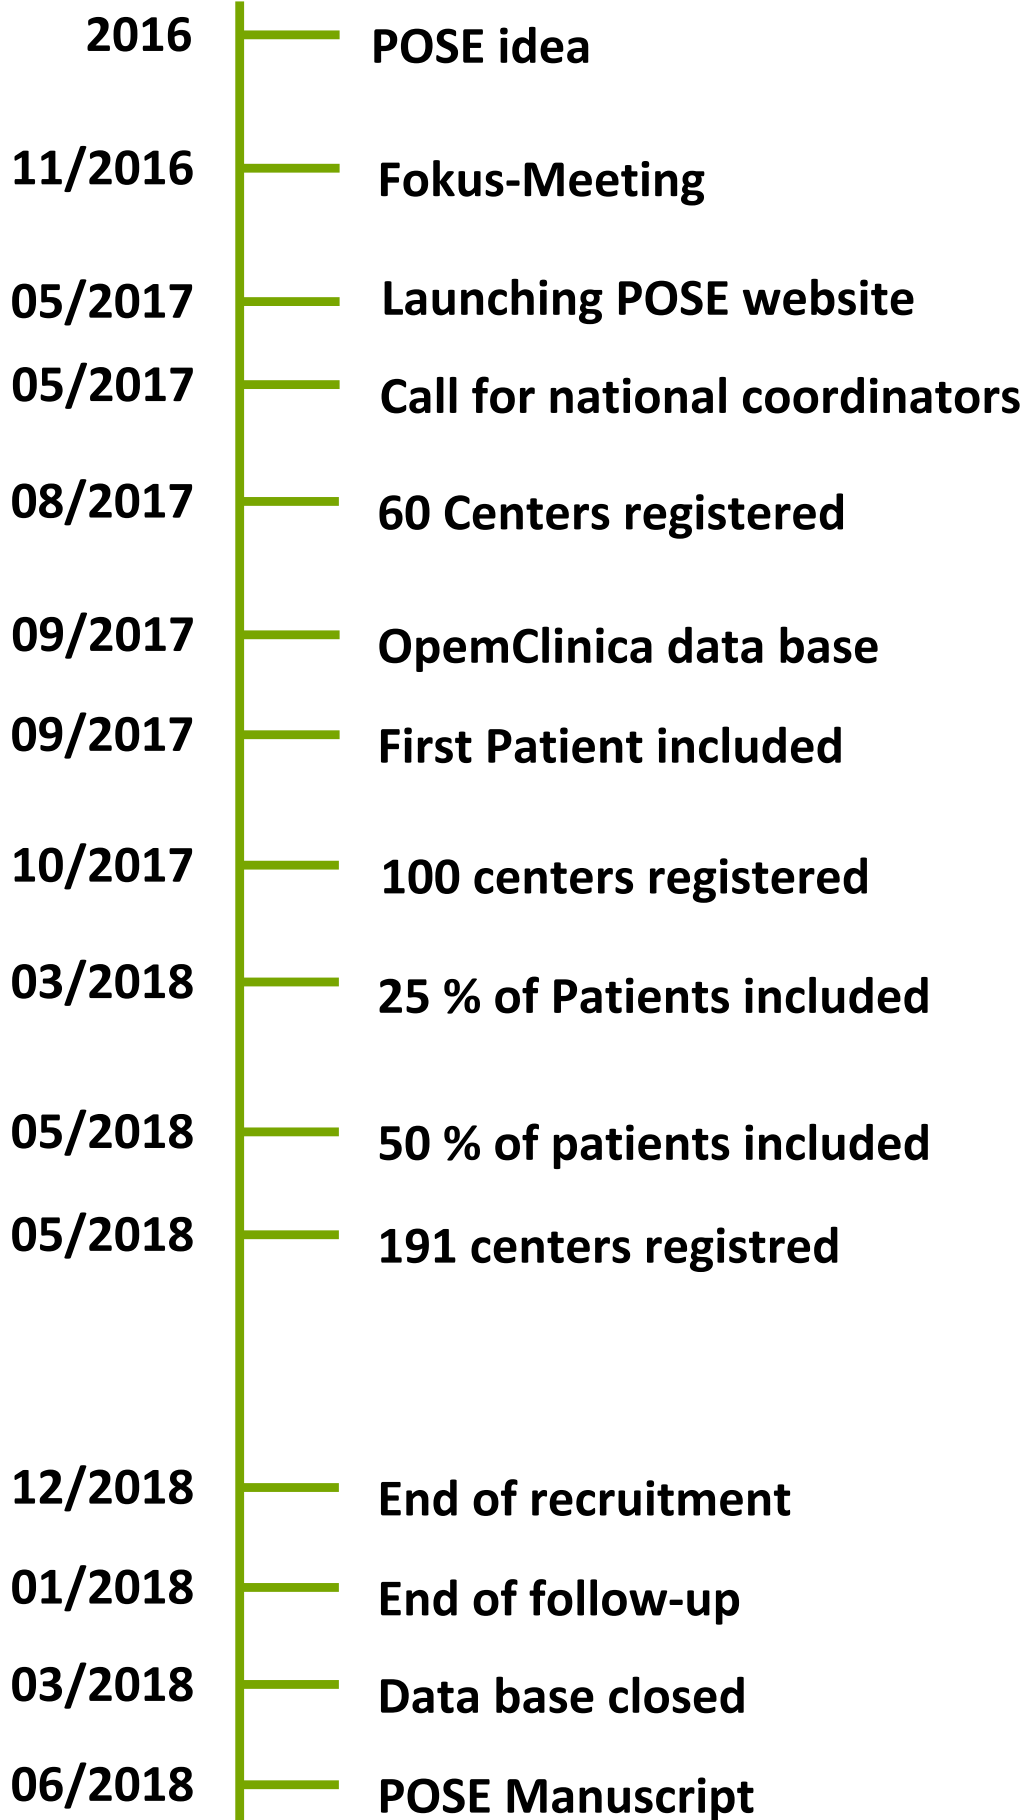 2016 POSE idea
11/2016 Fokus-Meeting
05/2017 Launching POSE website
05/2017 Call for national coordinators
08/2017 60 Centers registered
09/2017 OpemClinica data base
09/2017 First Patient included
10/2017 100 centers registered
03/2018 25 % of Patients included
05/2018 50 % of patients included
05/2018 191 centers registred
12/2018 End of recruitment
01/2018 End of follow-up
03/2018 Data base closed
06/2018 POSE Manuscript